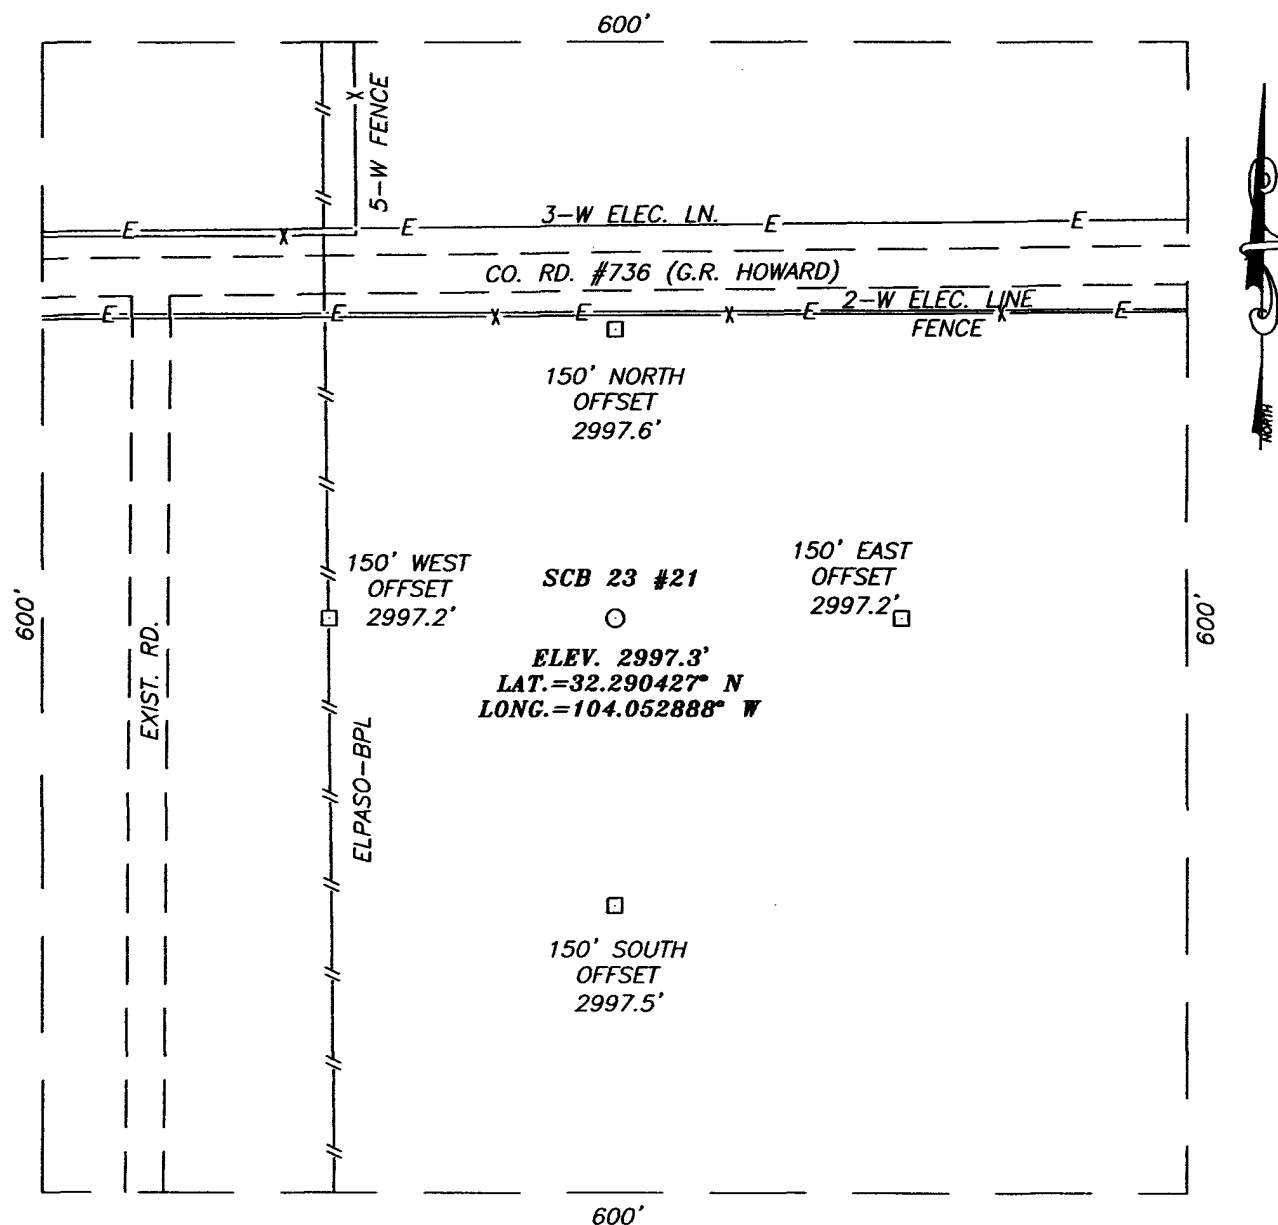 600'
5-W FENCE
3-W ELEC. LN.
E
E
E
E
X
X
CO. RD. #736 (G.R. HOWARD)
2-W ELEC. LINE
E
E
X
E
X
E
X
E
FENCE
NORTH
150' NORTH
OFFSET
2997.6'
150' WEST
OFFSET
2997.2'
SCB 23 #21
150' EAST
OFFSET
2997.2'
600'
600'
ELEV. 2997.3'
LAT.=32.290427° N
LONG.=104.052888° W
EXIST. RD.
ELPASO-BPL
150' SOUTH
OFFSET
2997.5'
600'